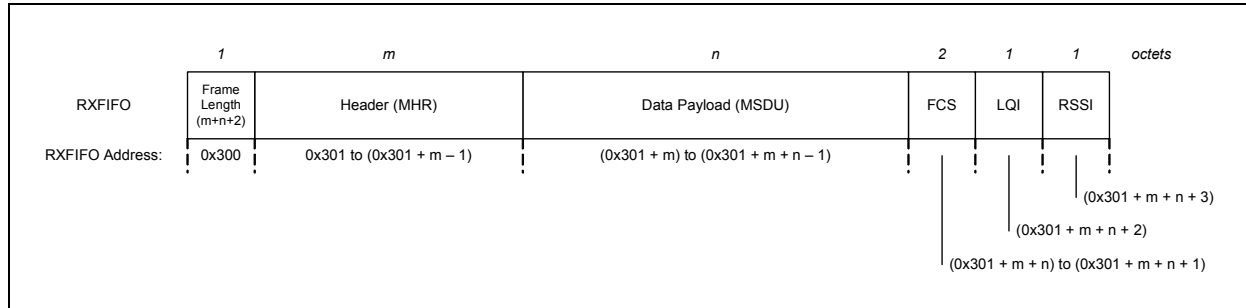 1 m n 2 1 1 octets
RXFIFO
Frame
Length
(m+n+2)
Header (MHR)
Data Payload (MSDU)
FCS
LQI
RSSI
RXFIFO Address: 0x300 0x301 to (0x301 + m – 1) (0x301 + m) to (0x301 + m + n – 1)
(0x301 + m + n + 3)
(0x301 + m + n + 2)
(0x301 + m + n) to (0x301 + m + n + 1)